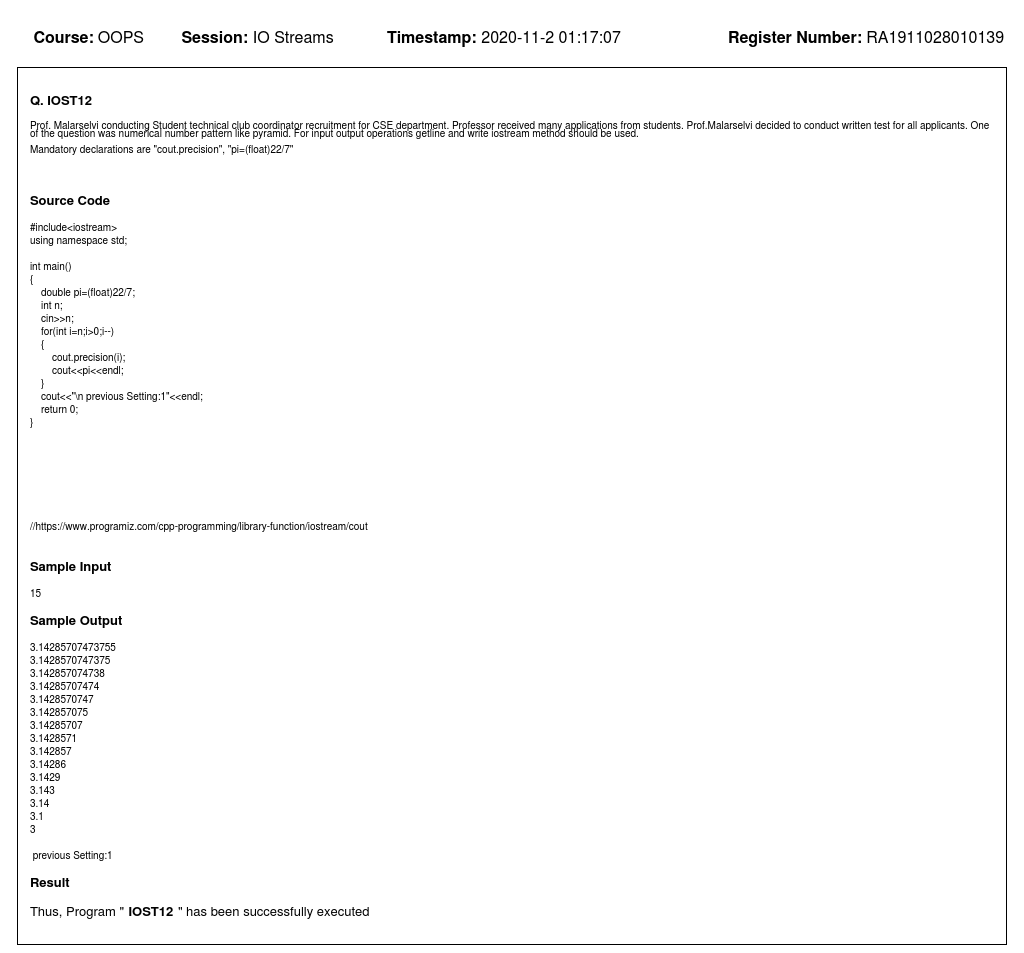 Course: OOPS Session: IO Streams Timestamp: 2020-11-2 01:17:07 Register Number: RA1911028010139
Q. IOST12
Prof. Malarselvi conducting Student technical club coordinator recruitment for CSE department. Professor received many applications from students. Prof.Malarselvi decided to conduct written test for all applicants. One
of the question was numerical number pattern like pyramid. For input output operations getline and write iostream method should be used.
Mandatory declarations are "cout.precision", "pi=(float)22/7"
Source Code
#include<iostream>
using namespace std;
int main()
{
    double pi=(float)22/7;
    int n;
    cin>>n;
    for(int i=n;i>0;i--)
    {
        cout.precision(i);
        cout<<pi<<endl;
    }
    cout<<"\n previous Setting:1"<<endl;
    return 0;
}
//https://www.programiz.com/cpp-programming/library-function/iostream/cout
Sample Input
15
Sample Output
3.14285707473755
3.1428570747375
3.142857074738
3.14285707474
3.1428570747
3.142857075
3.14285707
3.1428571
3.142857
3.14286
3.1429
3.143
3.14
3.1
3
previous Setting:1
Result
Thus, Program " IOST12 " has been successfully executed